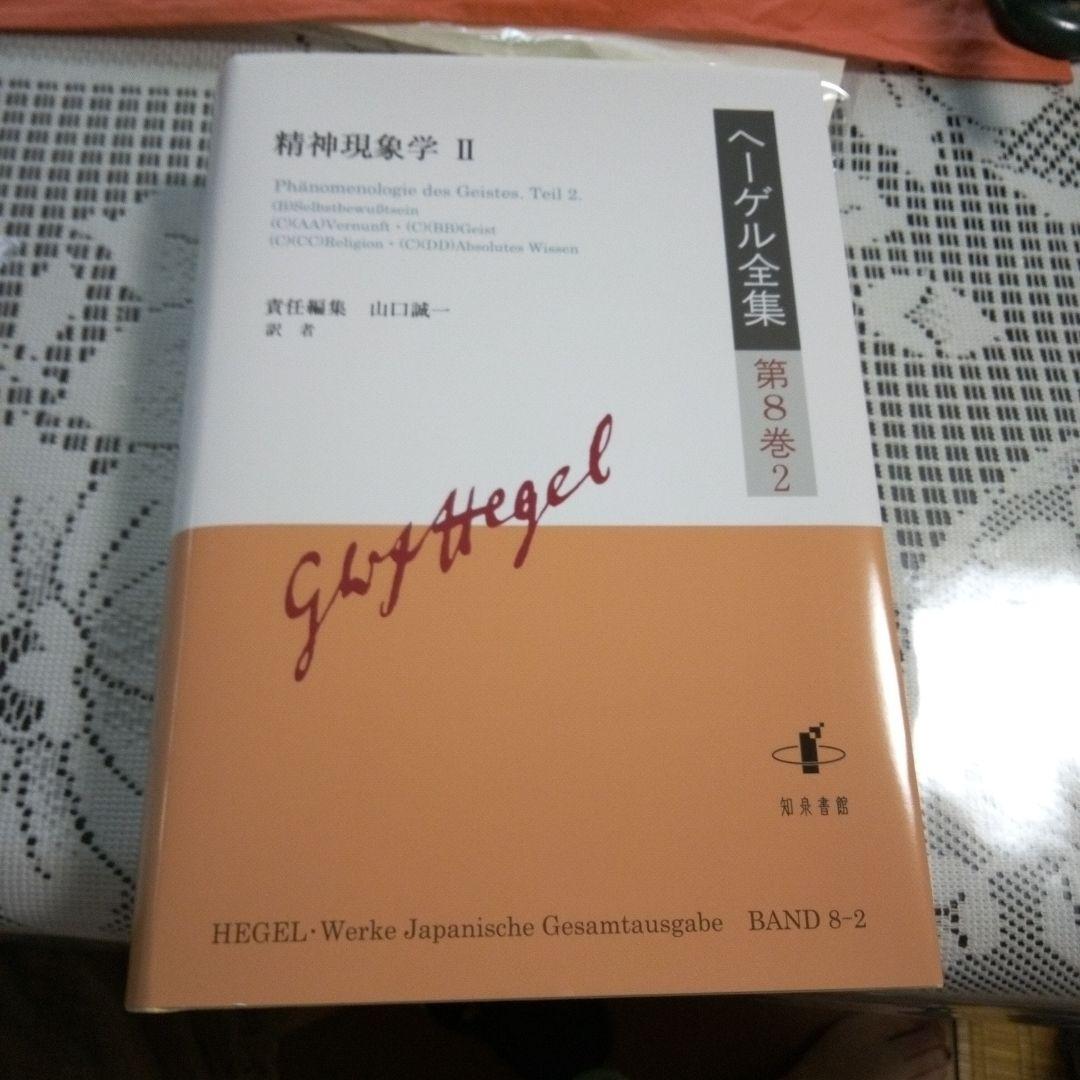 精神現象学 II
Phänomenologie des Geistes, Teil 2.
(B)Selbstbewußtsein
(C)(AA)Vernunft・(C)(BB)Geist
(C)(CC)Religion・(C)(DD)Absolutes Wissen
責任編集 山口誠一
訳者
ヘーゲル全集
第8巻2
GWFHegel
知泉書館
HEGEL・Werke Japanische Gesamtausgabe BAND 8-2